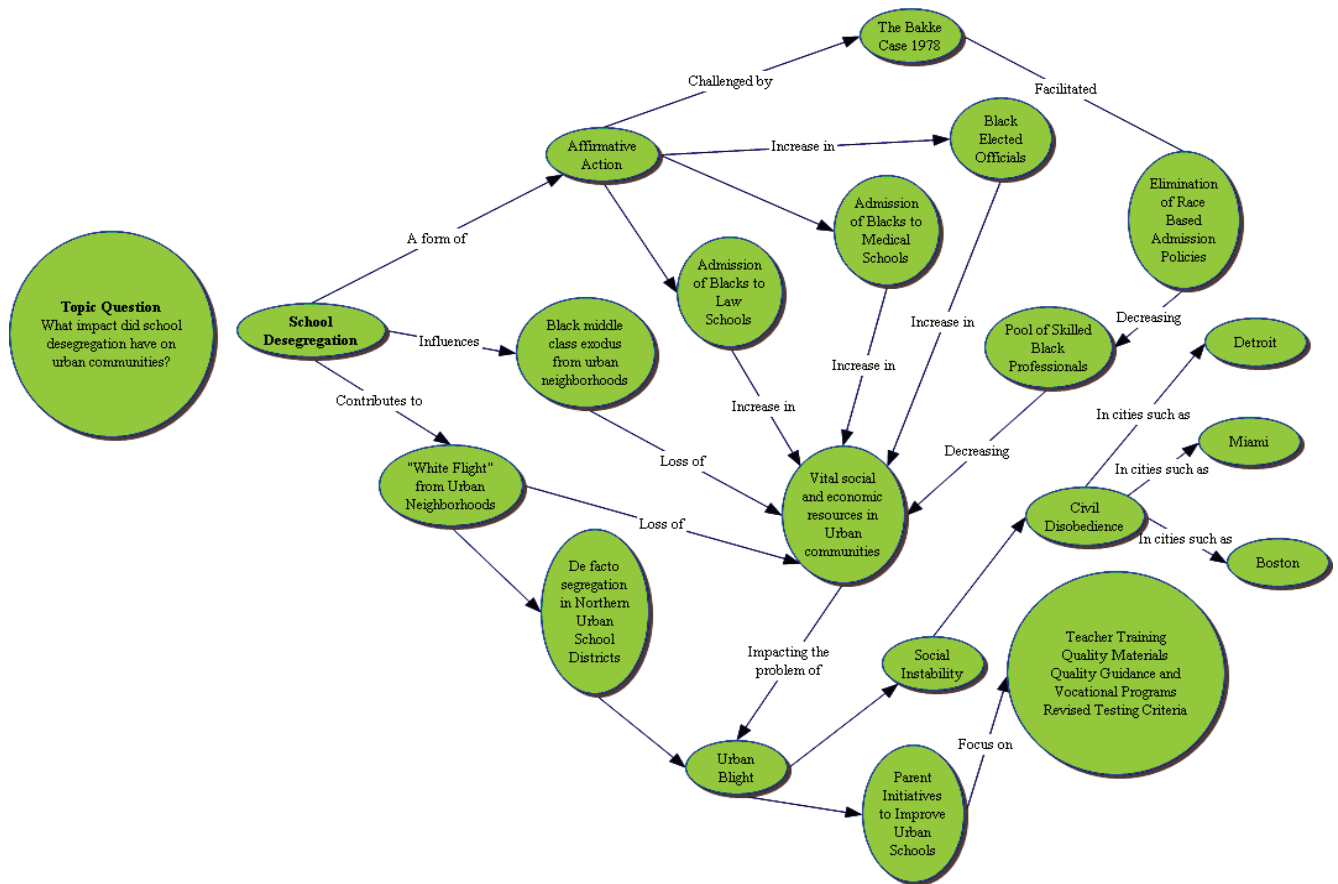 Topic Question
What impact did school
desegregation have on
urban communities?
School
Desegregation
A form of
Influences
Contributes to
Affirmative
Action
Challenged by
The Bakke
Case 1978
Facilitated
Increase in
Black
Elected
Officials
Elimination
of Race
Based
Admission
Policies
Admission
of Blacks to
Medical
Schools
Admission
of Blacks to
Law
Schools
Black middle
class exodus
from urban
neighborhoods
Increase in
Increase in
Increase in
Decreasing
Pool of Skilled
Black
Professionals
Decreasing
"White Flight"
from Urban
Neighborhoods
Loss of
Loss of
Vital social
and economic
resources in
Urban
communities
De facto
segregation
in Northern
Urban
School
Districts
Impacting the
problem of
Urban
Blight
Social
Instability
Civil
Disobedience
In cities such as
Detroit
In cities such as
Miami
In cities such as
Boston
Parent
Initiatives
to Improve
Urban
Schools
Focus on
Teacher Training
Quality Materials
Quality Guidance and
Vocational Programs
Revised Testing Criteria